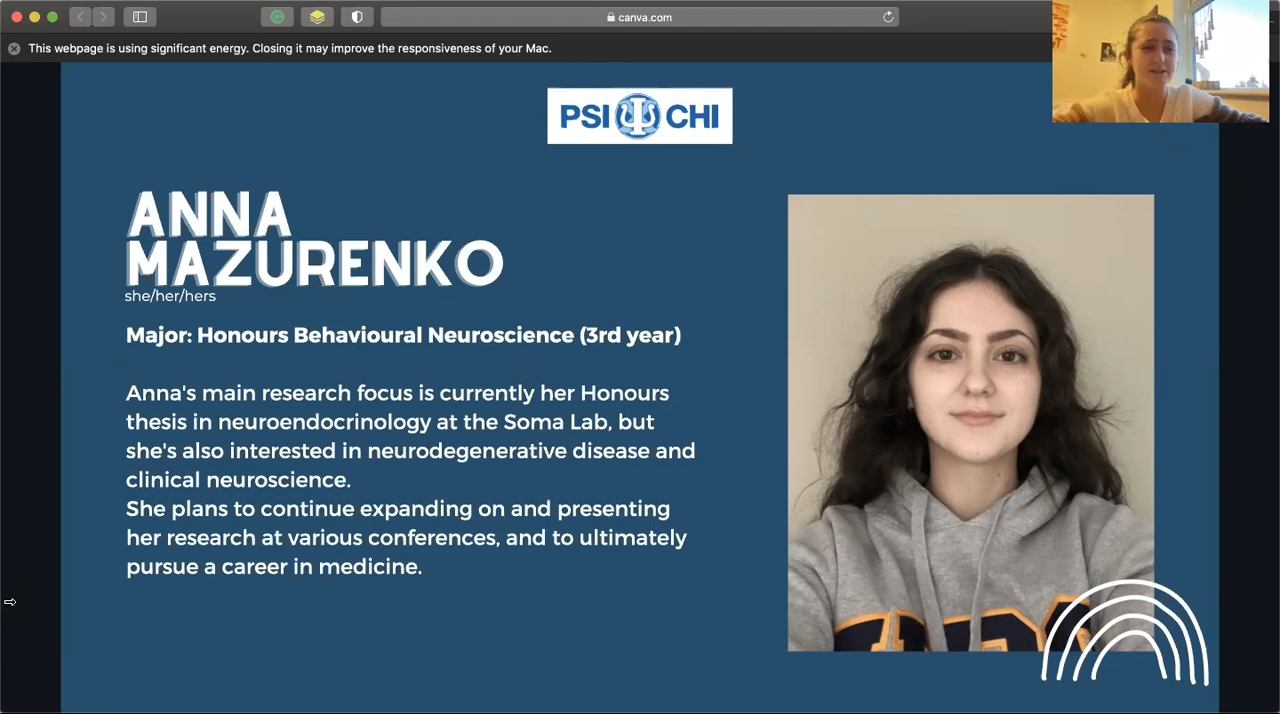 canva.com
This webpage is using significant energy. Closing it may improve the responsiveness of your Mac.
PSI CHI
ANNA
MAZURENKO
she/her/hers
Major: Honours Behavioural Neuroscience (3rd year)
Anna's main research focus is currently her Honours
thesis in neuroendocrinology at the Soma Lab, but
she's also interested in neurodegenerative disease and
clinical neuroscience.
She plans to continue expanding on and presenting
her research at various conferences, and to ultimately
pursue a career in medicine.